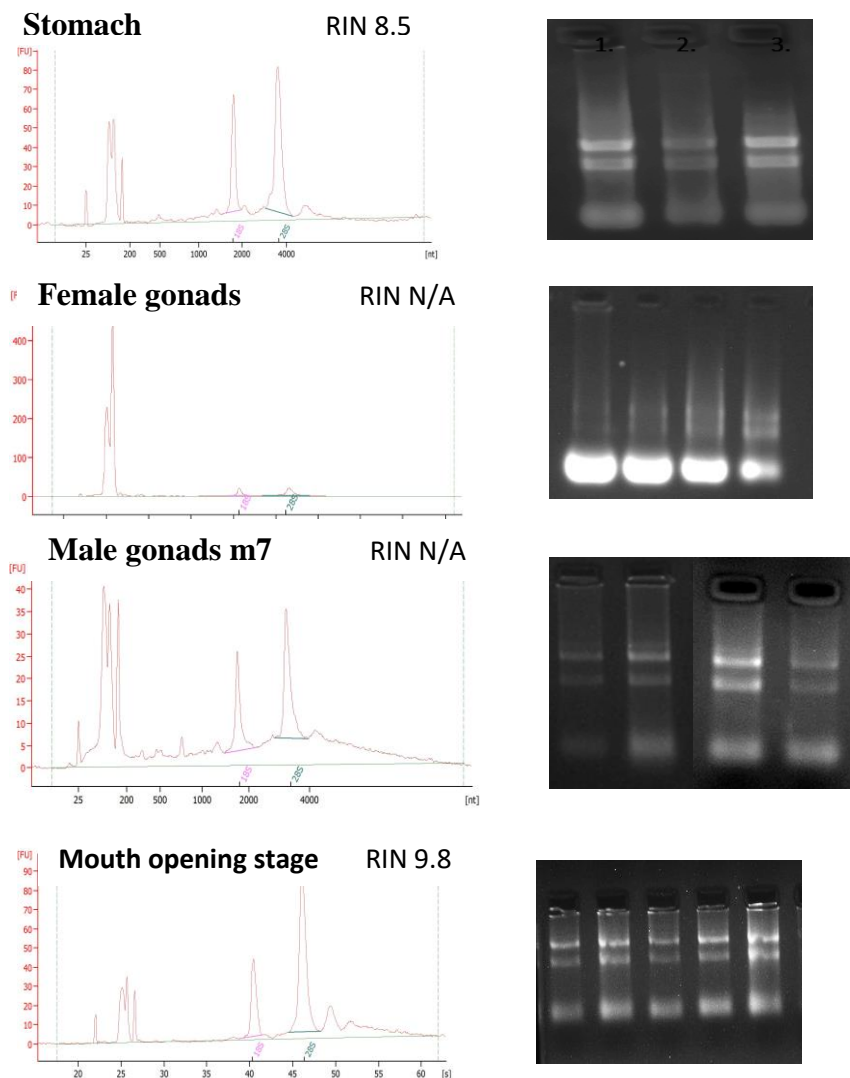 Stomach RIN 8.5
[FU]
80
70
60
50
40
30
20
10
0
18S
28S
25 200 500 1000 2000 4000 [nt]
1. 2. 3.
Female gonads RIN N/A
400
300
200
100
0
18S
28S
Male gonads m7 RIN N/A
[FU]
40
35
30
25
20
15
10
5
0
18S
28S
25 200 500 1000 2000 4000 [nt]
Mouth opening stage RIN 9.8
[FU]
90
80
70
60
50
40
30
20
10
0
18S
28S
20 25 30 35 40 45 50 55 60 [s]